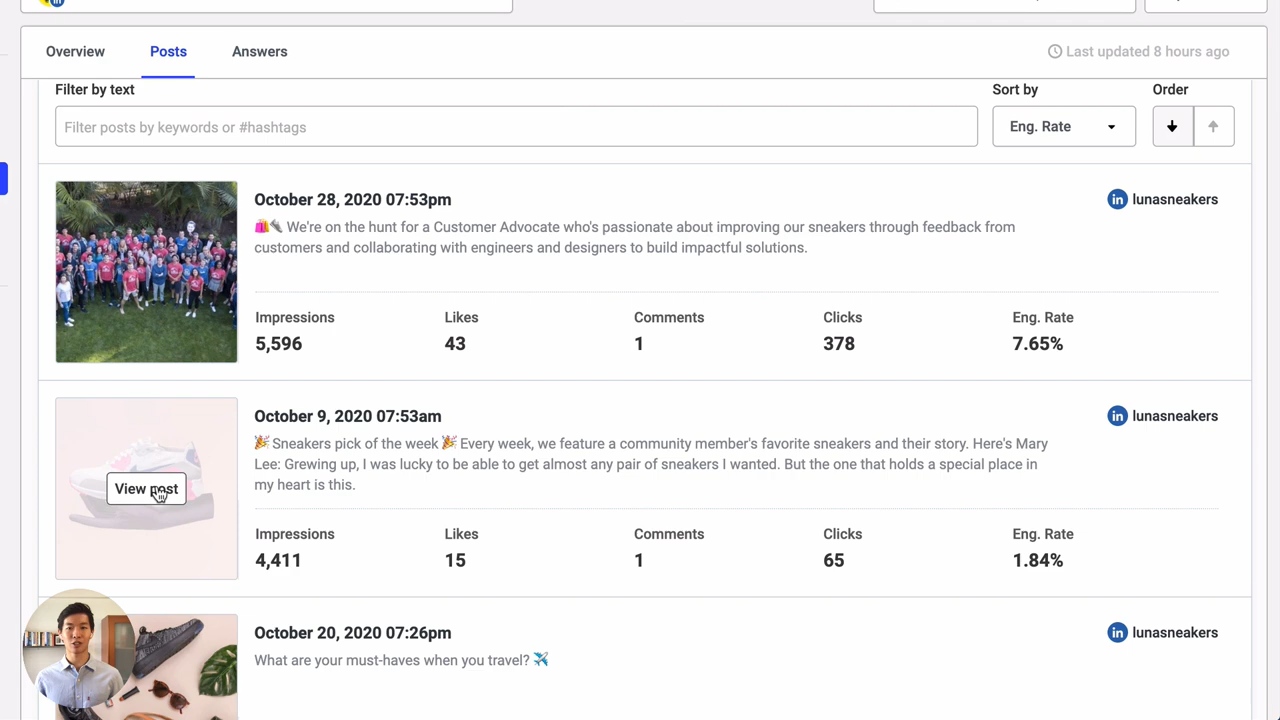 Overview
Posts
Answers
Last updated 8 hours ago
Filter by text
Sort by
Order
Filter posts by keywords or #hashtags
Eng. Rate
October 28, 2020 07:53pm
in lunasneakers
🛍️👟 We're on the hunt for a Customer Advocate who's passionate about improving our sneakers through feedback from
customers and collaborating with engineers and designers to build impactful solutions.
Impressions
Likes
Comments
Clicks
Eng. Rate
5,596
43
1
378
7.65%
View post
October 9, 2020 07:53am
in lunasneakers
🎉 Sneakers pick of the week 🎉 Every week, we feature a community member's favorite sneakers and their story. Here's Mary
Lee: Grewing up, I was lucky to be able to get almost any pair of sneakers I wanted. But the one that holds a special place in
my heart is this.
Impressions
Likes
Comments
Clicks
Eng. Rate
4,411
15
1
65
1.84%
October 20, 2020 07:26pm
in lunasneakers
What are your must-haves when you travel? ✈️